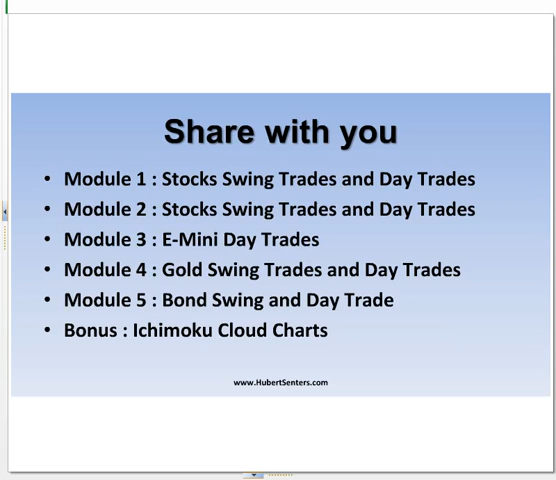 Share with you
• Module 1 : Stocks Swing Trades and Day Trades
• Module 2 : Stocks Swing Trades and Day Trades
• Module 3 : E-Mini Day Trades
• Module 4 : Gold Swing Trades and Day Trades
• Module 5 : Bond Swing and Day Trade
• Bonus : Ichimoku Cloud Charts
www.HubertSenters.com